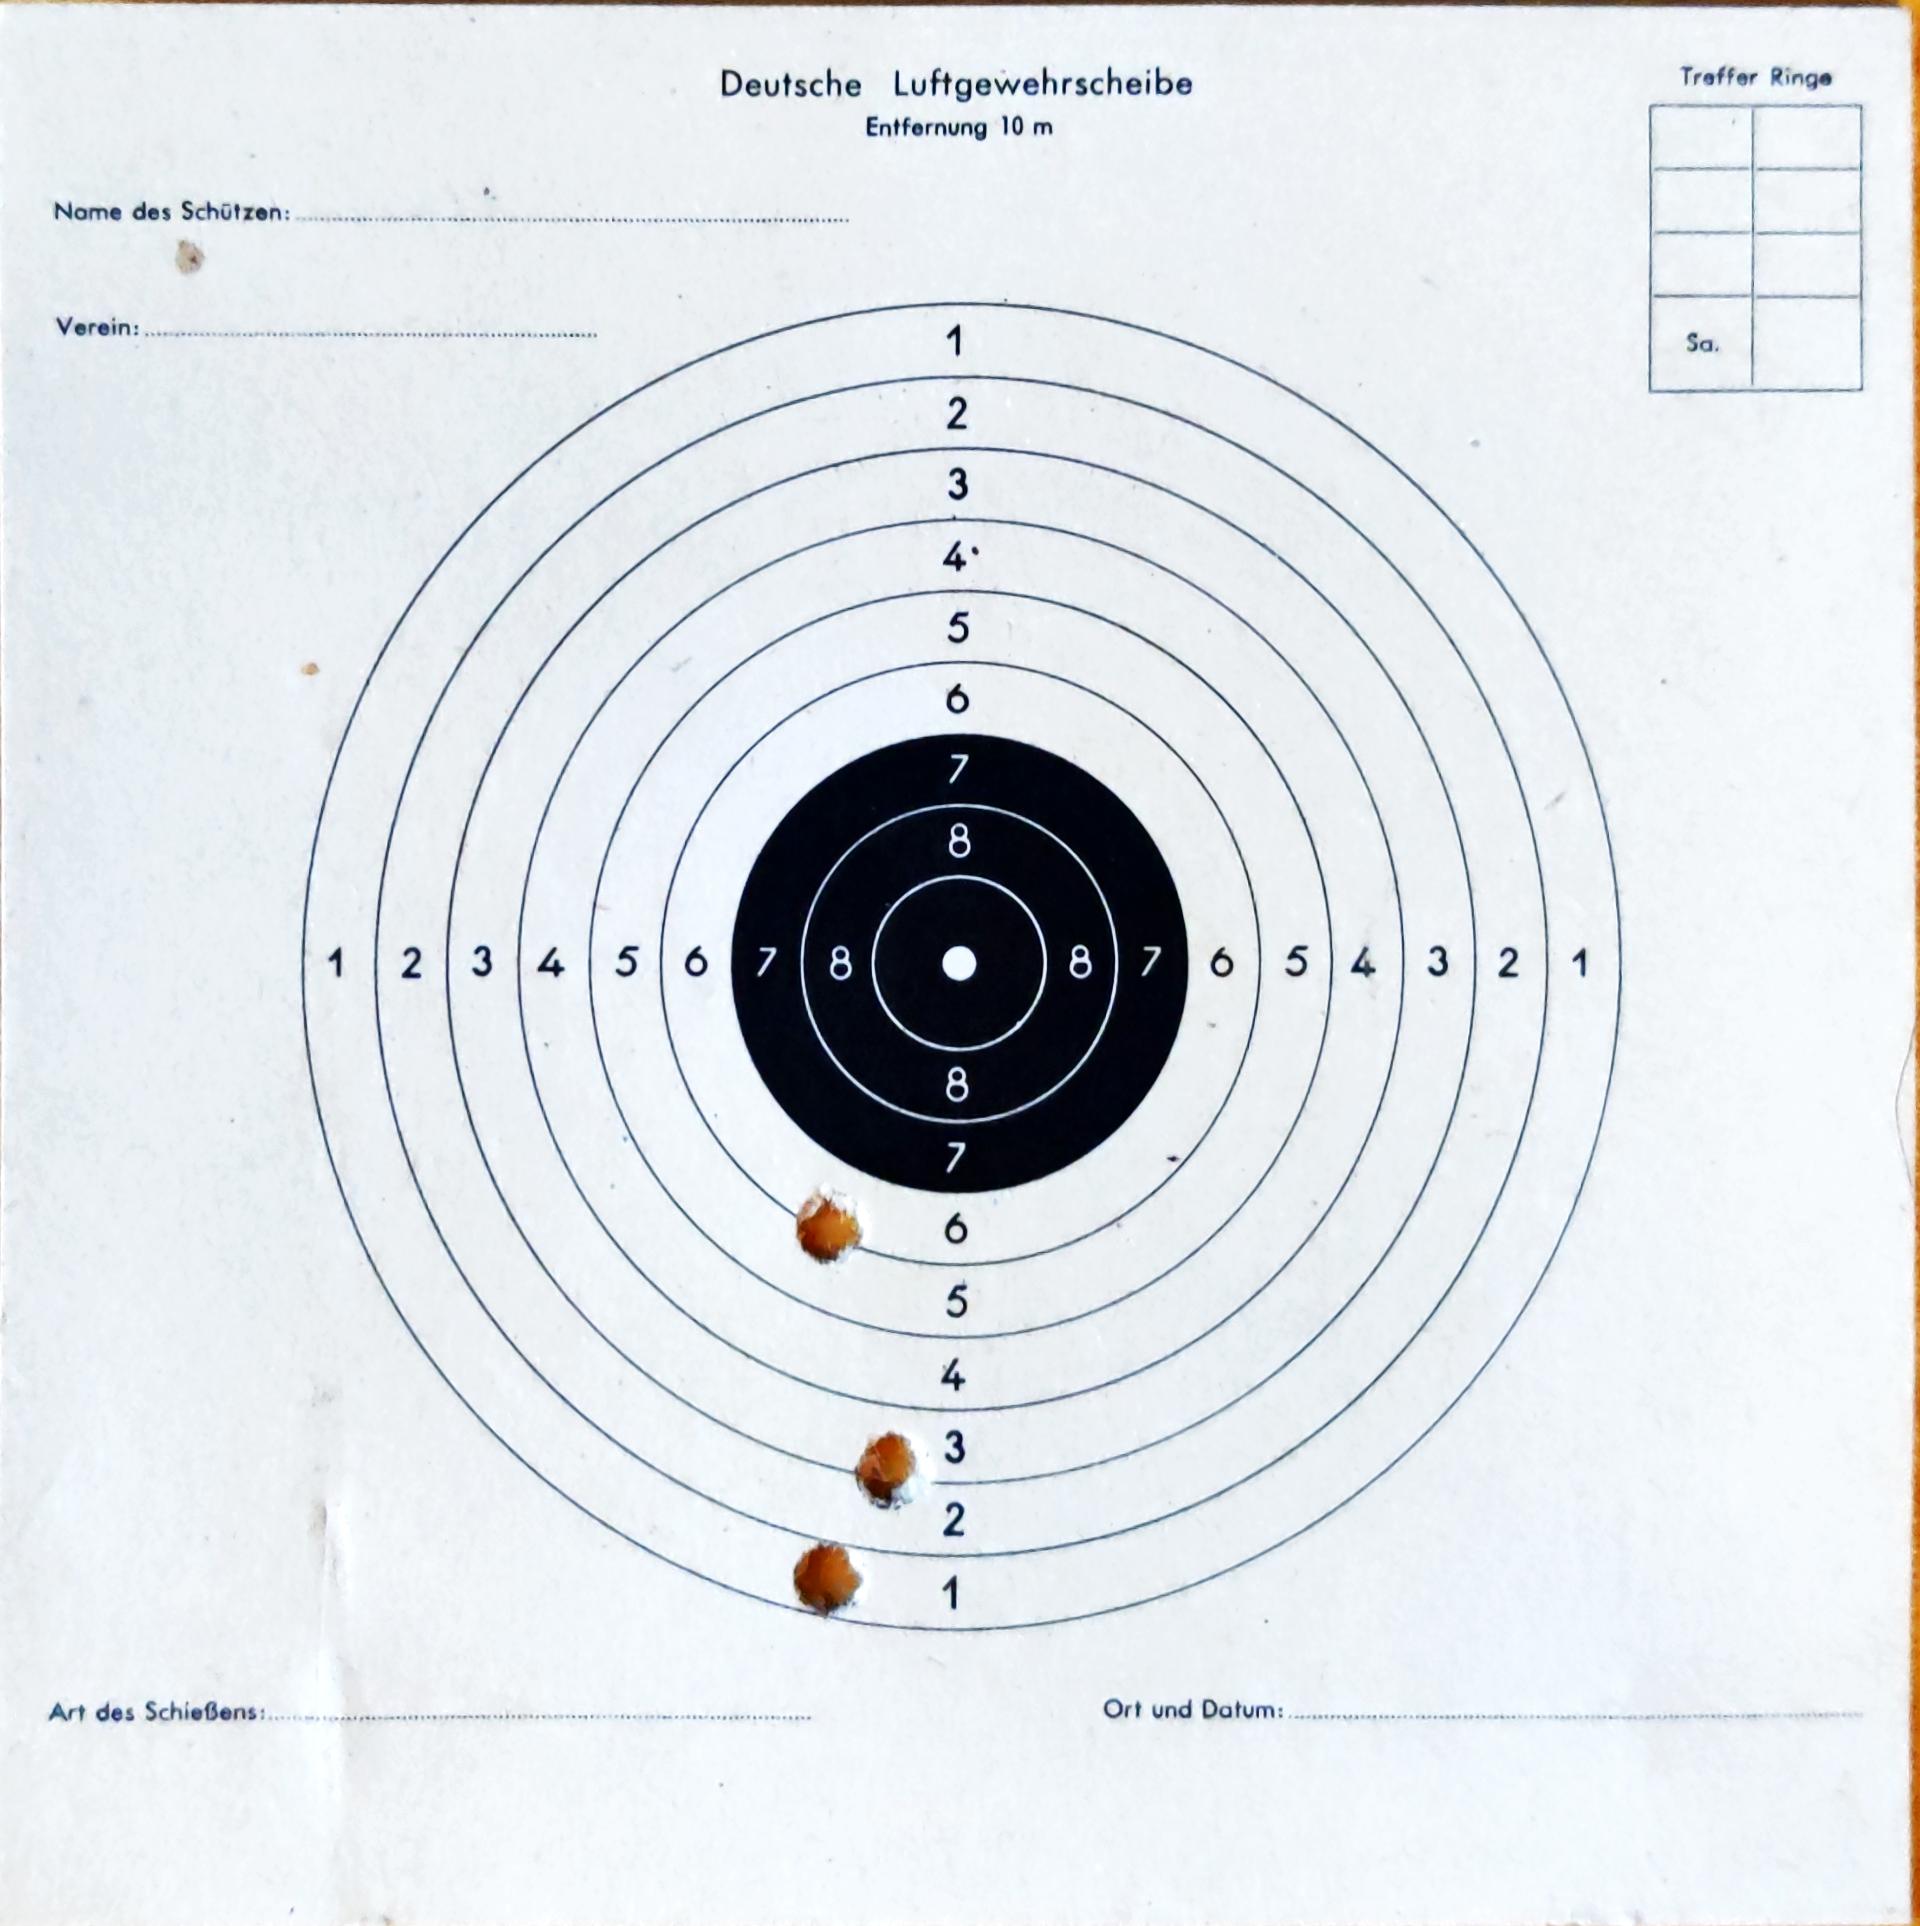 Deutsche Luftgewehrscheibe
Entfernung 10 m
Treffer Ringe
Name des Schützen:
Verein:
Sa.
1
2
3
4
5
6
7
8
1 2 3 4 5 6 7 8 8 7 6 5 4 3 2 1
8
7
6
5
4
3
2
1
Art des Schießens:
Ort und Datum: